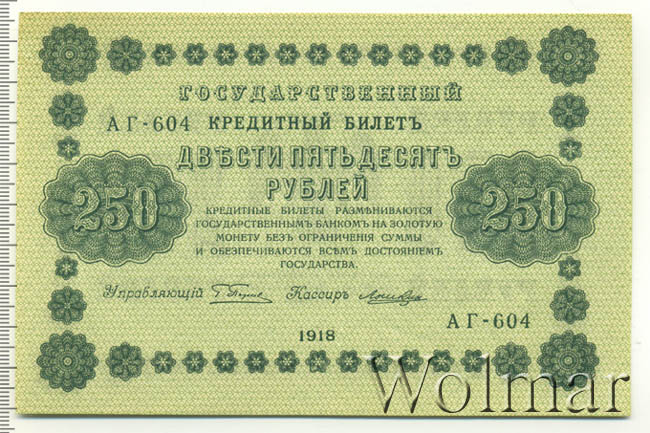 ГОСУДАРСТВЕННЫЙ
АГ-604 КРЕДИТНЫЙ БИЛЕТЪ
ДВѢСТИ ПЯТЬДЕСЯТЪ
РУБЛЕЙ
250
250
КРЕДИТНЫЕ БИЛЕТЫ РАЗМѢНИВАЮТСЯ
ГОСУДАРСТВЕННЫМЪ БАНКОМЪ НА ЗОЛОТУЮ
МОНЕТУ БЕЗЪ ОГРАНИЧЕНІЯ СУММЫ
И ОБЕЗПЕЧИВАЮТСЯ ВСѢМЪ ДОСТОЯНІЕМЪ
ГОСУДАРСТВА.
Управляющій Кассиръ
АГ-604
1918
Wolmar